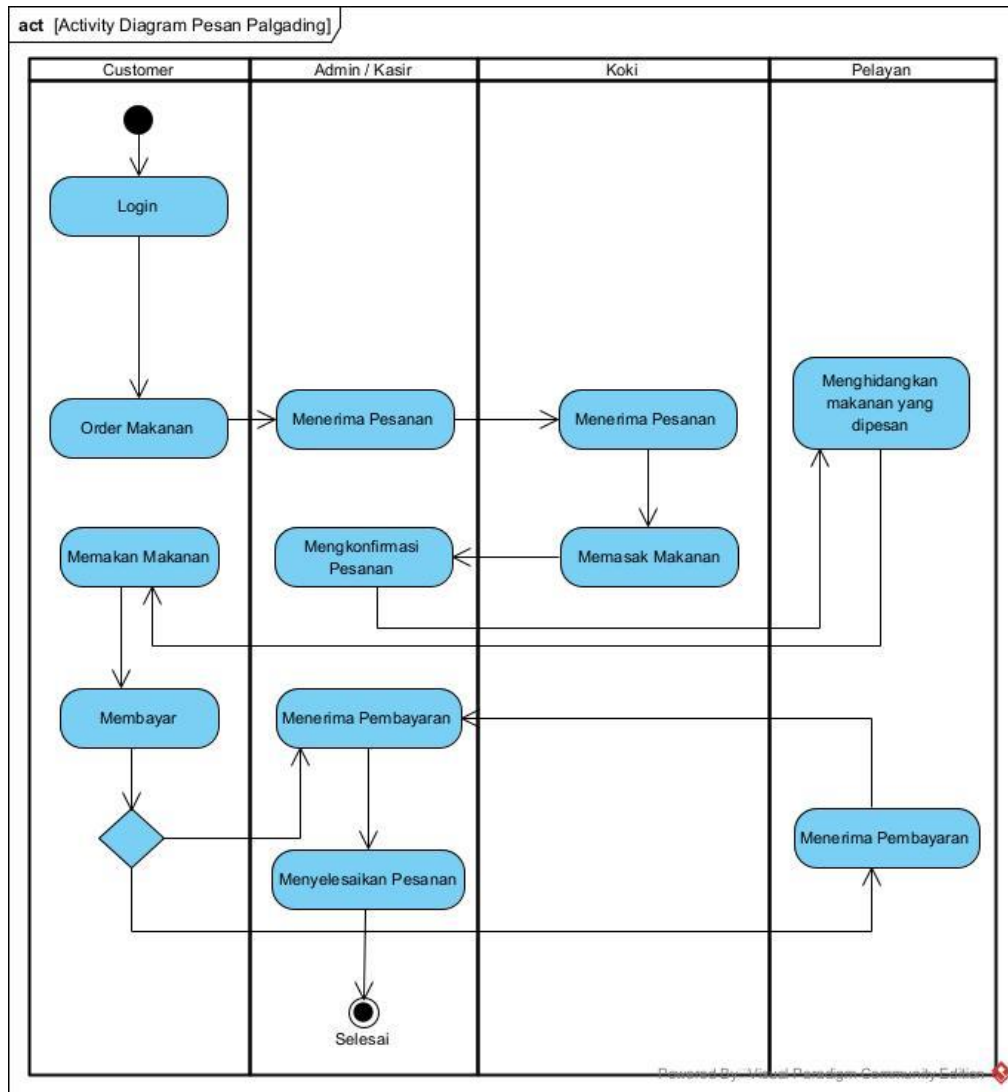 act [Activity Diagram Pesan Palgading]
Customer
Admin / Kasir
Koki
Pelayan
Login
Order Makanan
Menerima Pesanan
Menerima Pesanan
Menghidangkan
makanan yang
dipesan
Memakan Makanan
Mengkonfirmasi
Pesanan
Memasak Makanan
Membayar
Menerima Pembayaran
Menerima Pembayaran
Menyelesaikan Pesanan
Selesai
Powered By: Visual Paradigm Community Edition